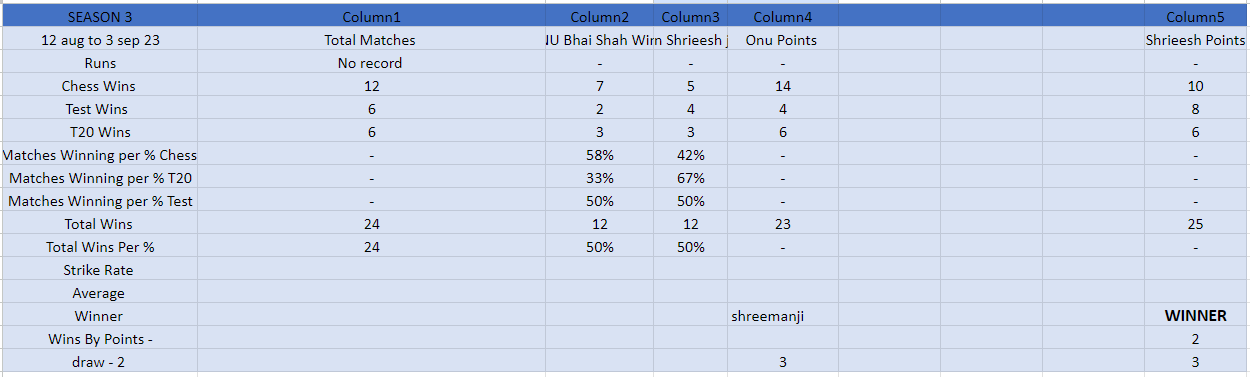 SEASON 3 Column1 Column2 Column3 Column4 Column5
12 aug to 3 sep 23 Total Matches NU Bhai Shah Win Shrieesh Onu Points Shrieesh Points
Runs No record - - - -
Chess Wins 12 7 5 14 10
Test Wins 6 2 4 4 8
T20 Wins 6 3 3 6 6
Matches Winning per % Chess - 58% 42% - -
Matches Winning per % T20 - 33% 67% - -
Matches Winning per % Test - 50% 50% - -
Total Wins 24 12 12 23 25
Total Wins Per % 24 50% 50% - -
Strike Rate
Average
Winner shreemanji WINNER
Wins By Points - 2
draw - 2 3 3